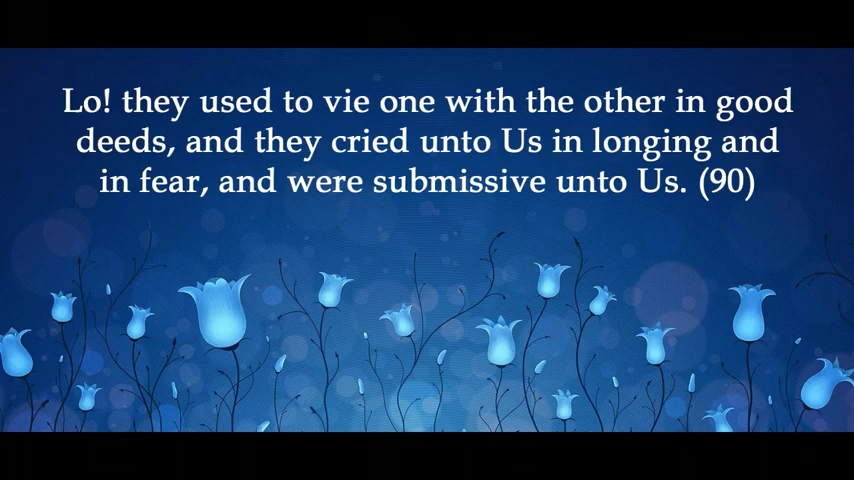 Lo! they used to vie one with the other in good
deeds, and they cried unto Us in longing and
in fear, and were submissive unto Us. (90)